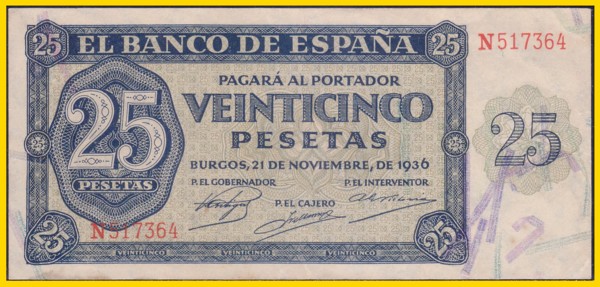 25 EL BANCO DE ESPAÑA 25
N517364
PAGARÁ AL PORTADOR
VEINTICINCO
PESETAS
25
PESETAS
25
BURGOS, 21 DE NOVIEMBRE, DE 1936
P. EL GOBERNADOR
P. EL INTERVENTOR
P. EL CAJERO
N517364
25
VEINTICINCO VEINTICINCO VEINTICINCO
25